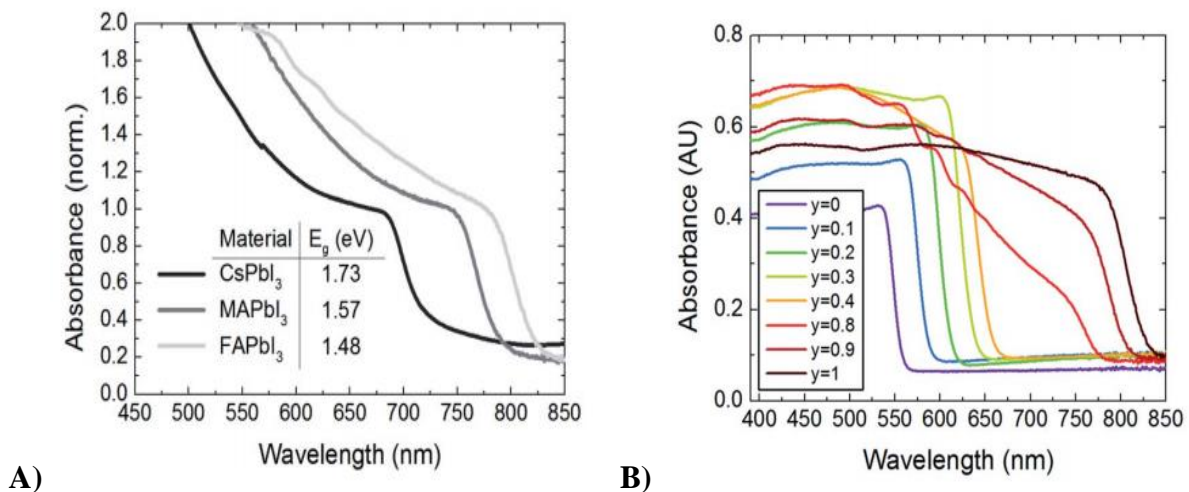 2.0
1.8
1.6
1.4
1.2
1.0
0.8
0.6
0.4
0.2
0.0
Absorbance (norm.)
Material E_g (eV)
CsPbI₃ 1.73
MAPbI₃ 1.57
FAPbI₃ 1.48
450 500 550 600 650 700 750 800 850
Wavelength (nm)
A)
0.8
0.6
0.4
0.2
0.0
Absorbance (AU)
y=0
y=0.1
y=0.2
y=0.3
y=0.4
y=0.8
y=0.9
y=1
400 450 500 550 600 650 700 750 800 850
Wavelength (nm)
B)